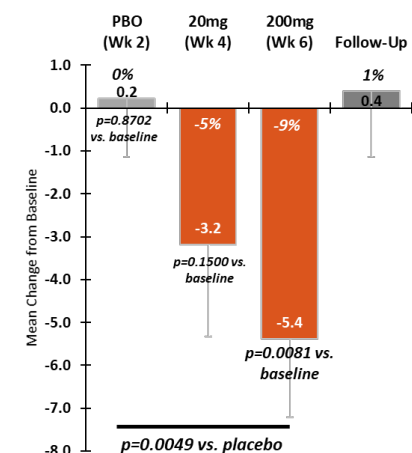 PBO
(Wk 2)
20mg
(Wk 4)
200mg
(Wk 6)
Follow-Up
Mean Change from Baseline
1.0
0.0
-1.0
-2.0
-3.0
-4.0
-5.0
-6.0
-7.0
-8.0
0%
0.2
p=0.8702
vs. baseline
-5%
-3.2
p=0.1500 vs.
baseline
-9%
-5.4
p=0.0081 vs.
baseline
1%
0.4
p=0.0049 vs. placebo